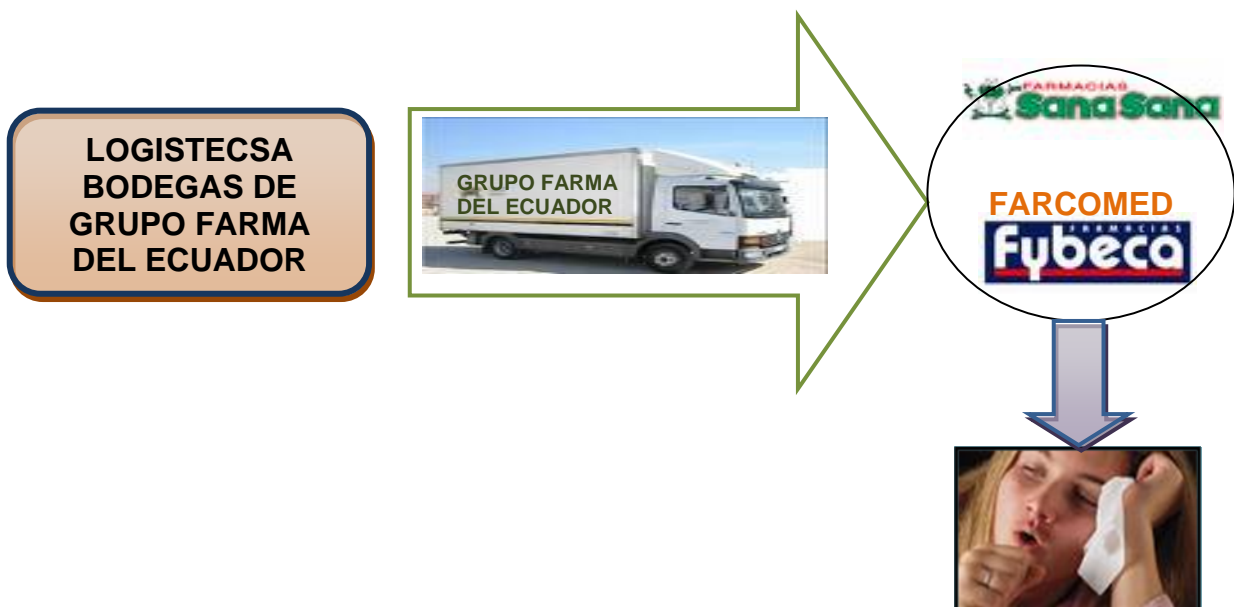 LOGISTECSA
BODEGAS DE
GRUPO FARMA
DEL ECUADOR
GRUPO FARMA
DEL ECUADOR
FARMACIAS
Sana Sana
FARCOMED
FARMACIAS
Fybeca